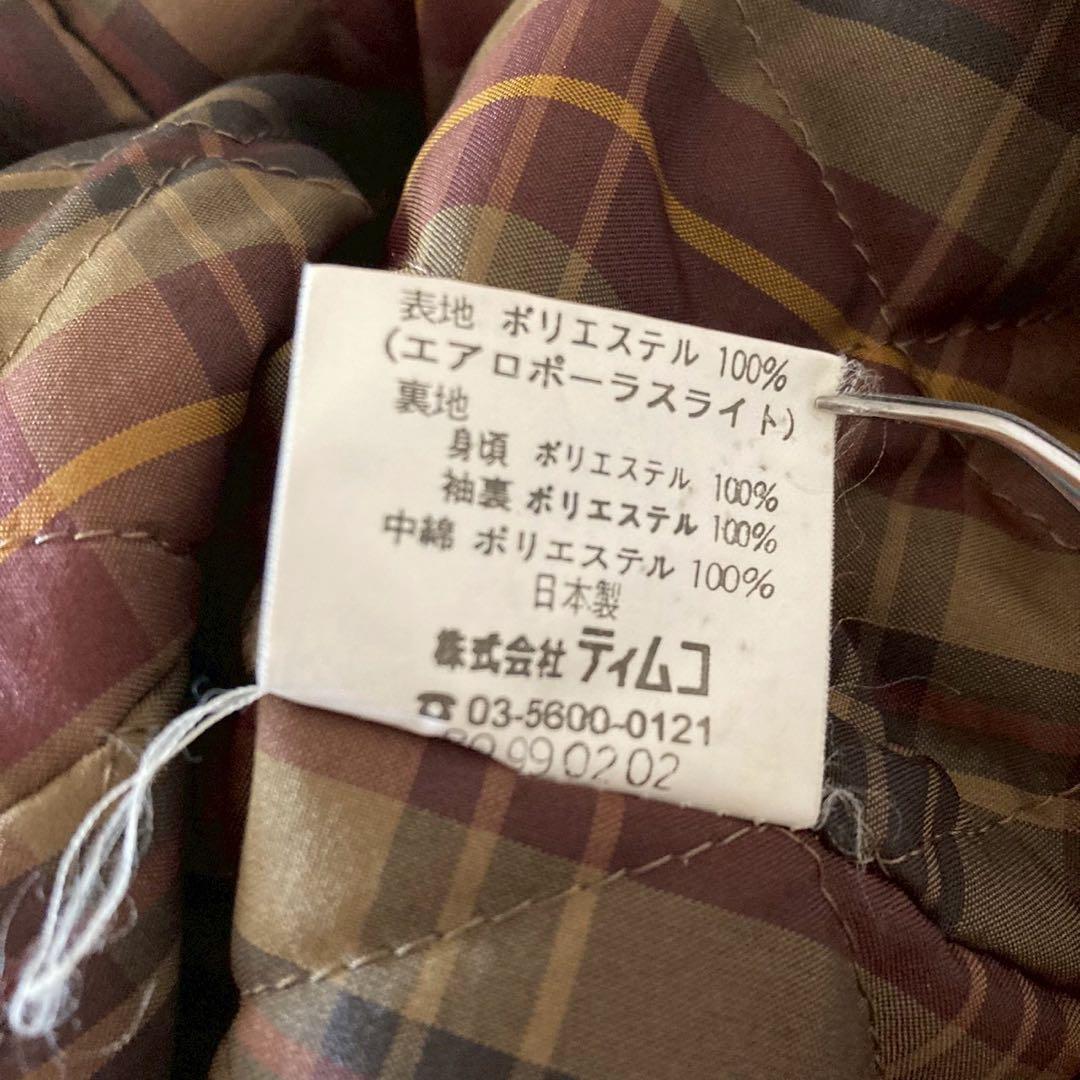 表地 ポリエステル 100%
(エアロポーラスライト)
裏地
身頃 ポリエステル 100%
袖裏 ポリエステル 100%
中綿 ポリエステル 100%
日本製
株式会社 ティムコ
☎ 03-5600-0121
990202